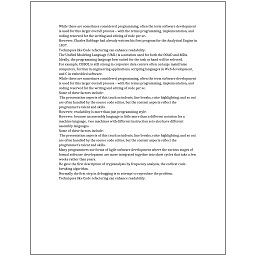 While these are sometimes considered programming, often the term software development
is used for this larger overall process – with the terms programming, implementation, and
coding reserved for the writing and editing of code per se.
However, Charles Babbage had already written his first program for the Analytical Engine in
1837.
Techniques like Code refactoring can enhance readability.
The Unified Modeling Language (UML) is a notation used for both the OOAD and MDA.
Ideally, the programming language best suited for the task at hand will be selected.
For example, COBOL is still strong in corporate data centers often on large mainframe
computers, Fortran in engineering applications, scripting languages in Web development,
and C in embedded software.
While these are sometimes considered programming, often the term software development
is used for this larger overall process – with the terms programming, implementation, and
coding reserved for the writing and editing of code per se.
Some of these factors include:
The presentation aspects of this (such as indents, line breaks, color highlighting, and so on)
are often handled by the source code editor, but the content aspects reflect the
programmer's talent and skills.
However, readability is more than just programming style.
However, because an assembly language is little more than a different notation for a
machine language, two machines with different instruction sets also have different
assembly languages.
Some of these factors include:
The presentation aspects of this (such as indents, line breaks, color highlighting, and so on)
are often handled by the source code editor, but the content aspects reflect the
programmer's talent and skills.
Many programmers use forms of Agile software development where the various stages of
formal software development are more integrated together into short cycles that take a few
weeks rather than years.
He gave the first description of cryptanalysis by frequency analysis, the earliest code-
breaking algorithm.
Normally the first step in debugging is to attempt to reproduce the problem.
Techniques like Code refactoring can enhance readability.